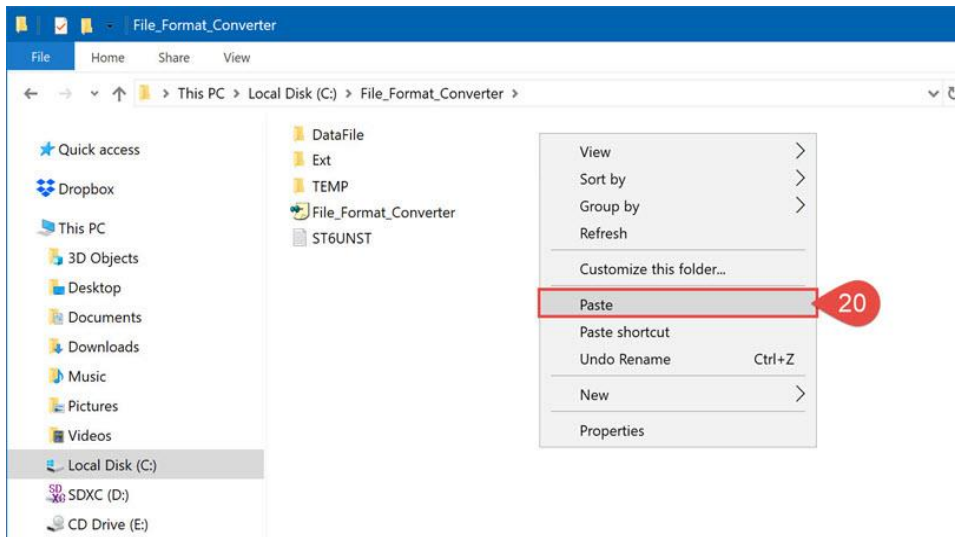 File_Format_Converter
File Home Share View
> This PC > Local Disk (C:) > File_Format_Converter >
Quick access
Dropbox
This PC
3D Objects
Desktop
Documents
Downloads
Music
Pictures
Videos
Local Disk (C:)
SDXC (D:)
CD Drive (E:)
DataFile
Ext
TEMP
File_Format_Converter
ST6UNST
View
Sort by
Group by
Refresh
Customize this folder...
Paste
20
Paste shortcut
Undo Rename Ctrl+Z
New
Properties